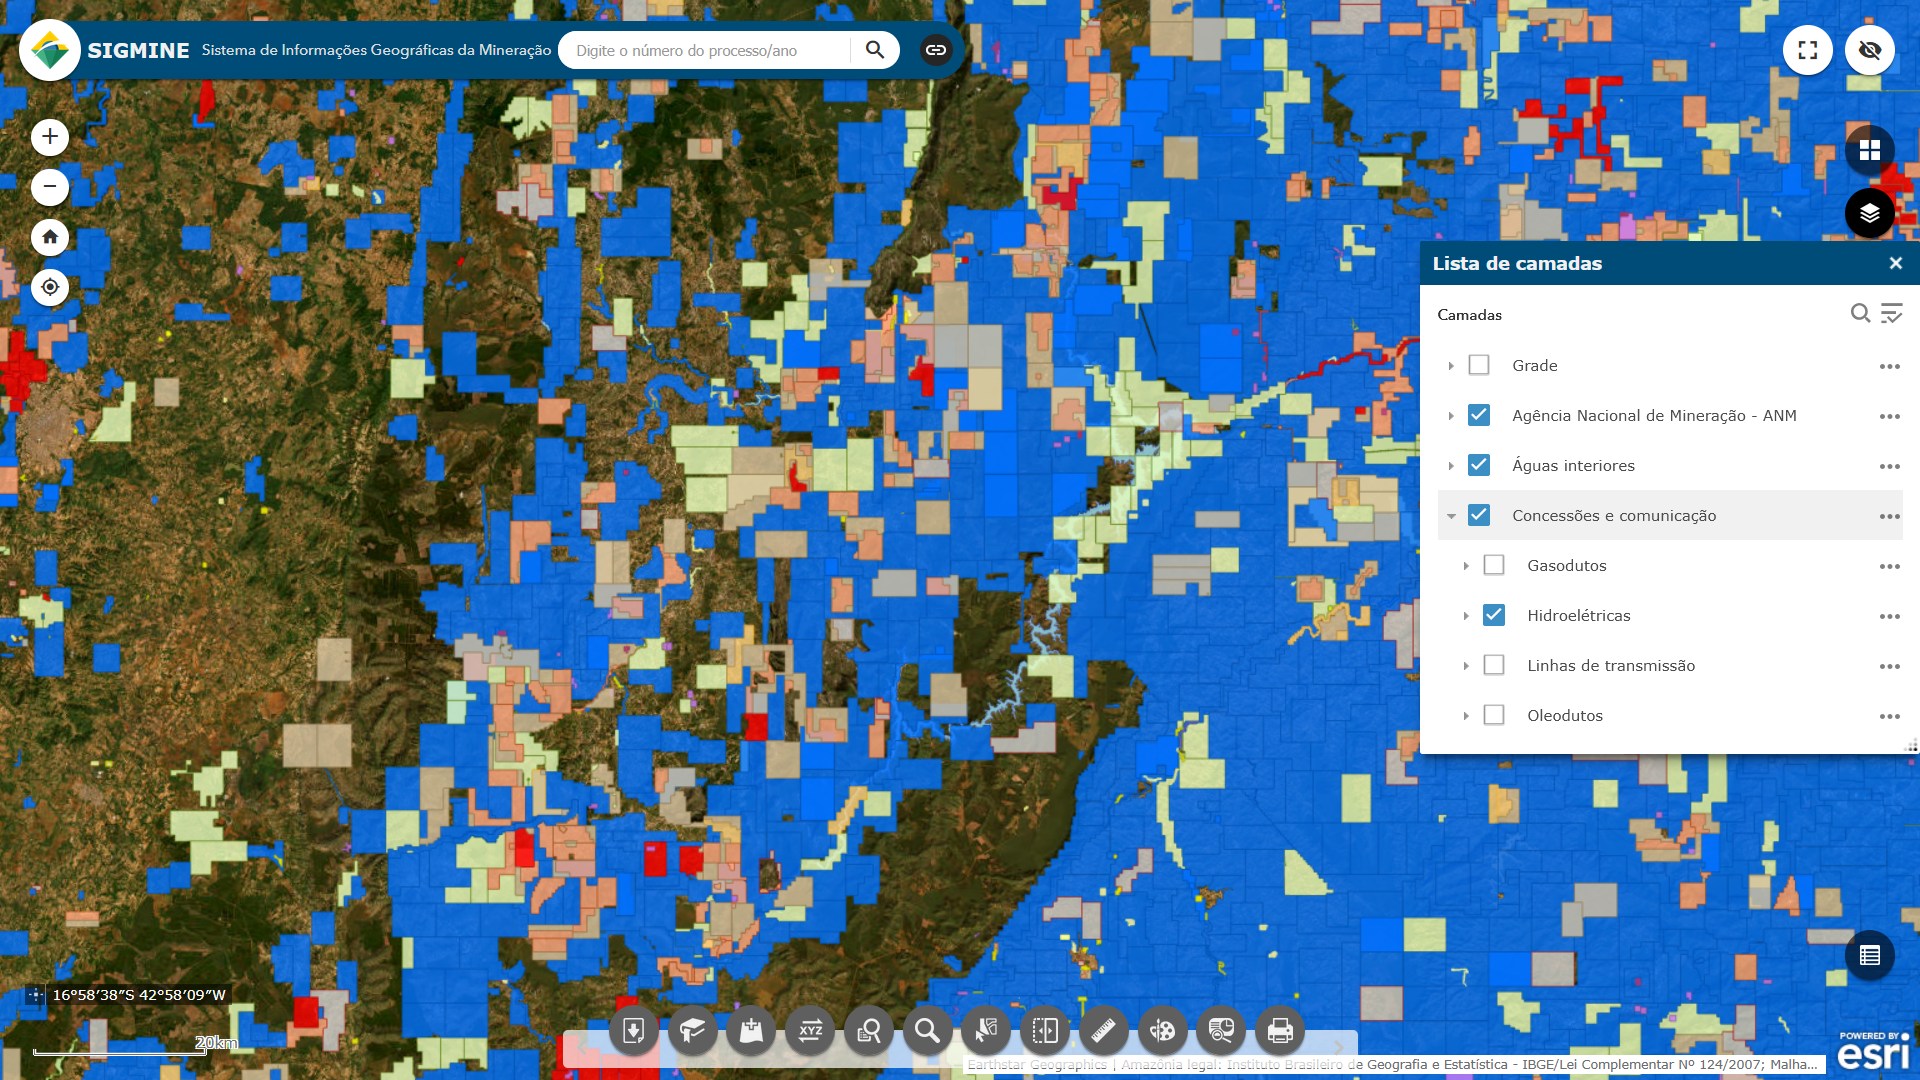 SIGMINE Sistema de Informações Geográficas da Mineração
Digite o número do processo/ano
Lista de camadas
Camadas
Grade
Agência Nacional de Mineração - ANM
Águas interiores
Concessões e comunicação
Gasodutos
Hidroelétricas
Linhas de transmissão
Oleodutos
16°58'38"S 42°58'09"W
20km
XYZ
POWERED BY
esri
Earthstar Geographics | Amazônia legal: Instituto Brasileiro de Geografia e Estatística - IBGE/Lei Complementar Nº 124/2007; Malha...